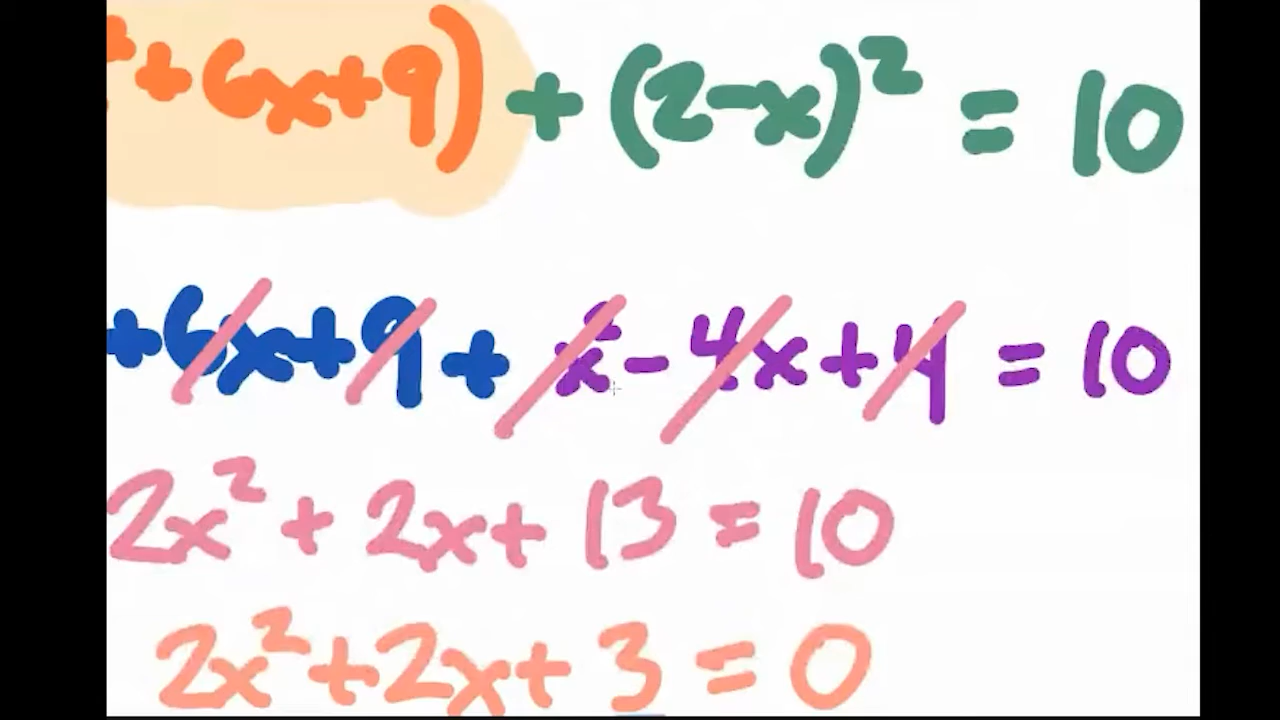 +6x+9) + (2-x)² = 10
+6x+9 + x²-4x+4 = 10
2x² + 2x + 13 = 10
2x²+2x+3 = 0